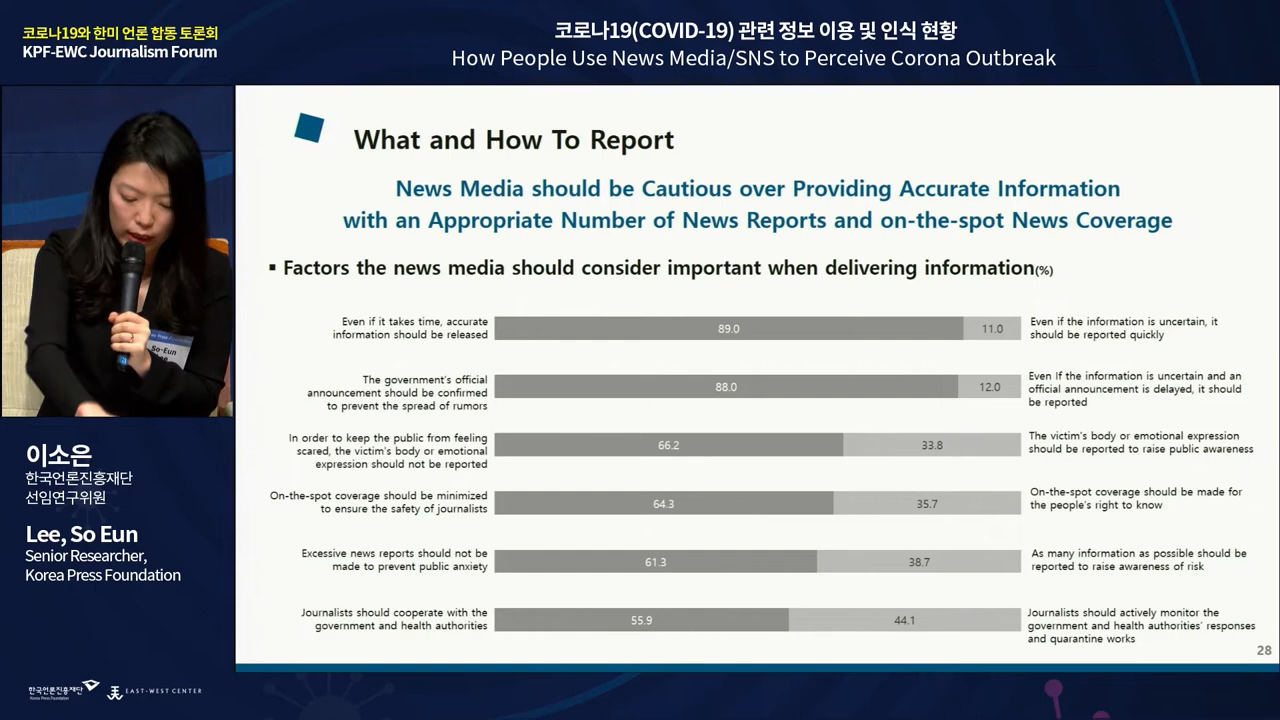 코로나19와 한미 언론 합동 토론회
KPF-EWC Journalism Forum
코로나19(COVID-19) 관련 정보 이용 및 인식 현황
How People Use News Media/SNS to Perceive Corona Outbreak
What and How To Report
News Media should be Cautious over Providing Accurate Information
with an Appropriate Number of News Reports and on-the-spot News Coverage
▪ Factors the news media should consider important when delivering information(%)
Even if it takes time, accurate
information should be released
89.0
11.0
Even if the information is uncertain, it
should be reported quickly
The government's official
announcement should be confirmed
to prevent the spread of rumors
88.0
12.0
Even If the information is uncertain and an
official announcement is delayed, it should
be reported
In order to keep the public from feeling
scared, the victim's body or emotional
expression should not be reported
66.2
33.8
The victim's body or emotional expression
should be reported to raise public awareness
On-the-spot coverage should be minimized
to ensure the safety of journalists
64.3
35.7
On-the-spot coverage should be made for
the people's right to know
Excessive news reports should not be
made to prevent public anxiety
61.3
38.7
As many information as possible should be
reported to raise awareness of risk
Journalists should cooperate with the
government and health authorities
55.9
44.1
Journalists should actively monitor the
government and health authorities' responses
and quarantine works
28
So-Eun
이소은
한국언론진흥재단
선임연구위원
Lee, So Eun
Senior Researcher,
Korea Press Foundation
한국언론진흥재단
Korea Press Foundation
EAST-WEST CENTER